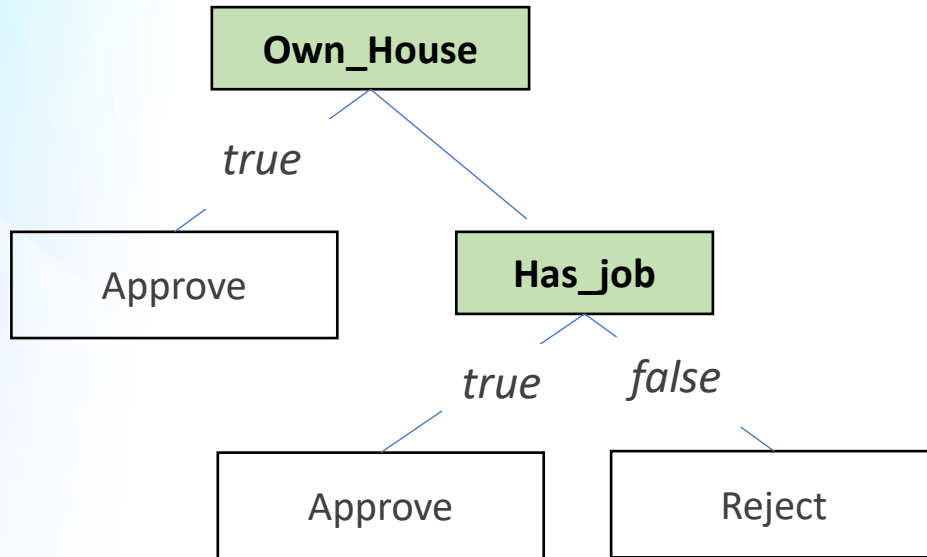 Own_House
true
Approve
Has_job
true
false
Approve
Reject